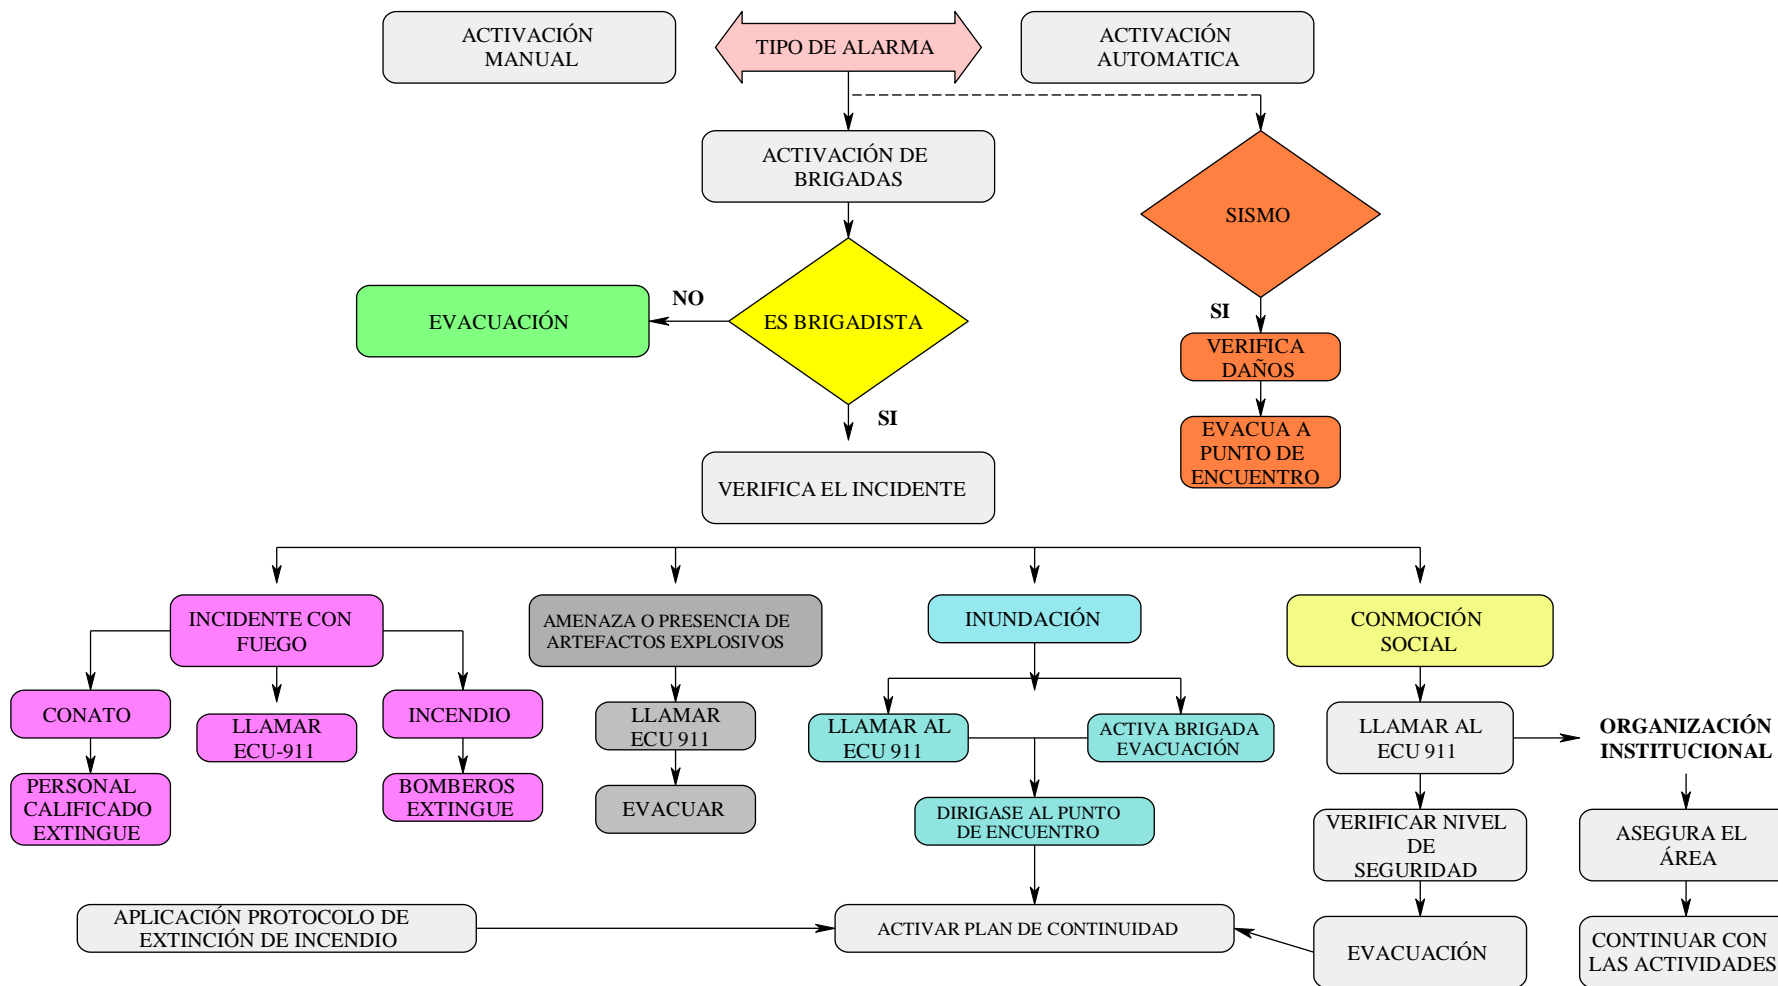 ACTIVACIÓN
MANUAL
TIPO DE ALARMA
ACTIVACIÓN
AUTOMATICA
ACTIVACIÓN DE
BRIGADAS
SISMO
EVACUACIÓN
NO
ES BRIGADISTA
SI
SI
VERIFICA
DAÑOS
EVACUA A
PUNTO DE
ENCUENTRO
VERIFICA EL INCIDENTE
INCIDENTE CON
FUEGO
AMENAZA O PRESENCIA DE
ARTEFACTOS EXPLOSIVOS
INUNDACIÓN
CONMOCIÓN
SOCIAL
CONATO
LLAMAR
ECU-911
INCENDIO
LLAMAR
ECU 911
LLAMAR AL
ECU 911
ACTIVA BRIGADA
EVACUACIÓN
LLAMAR AL
ECU 911
ORGANIZACIÓN
INSTITUCIONAL
PERSONAL
CALIFICADO
EXTINGUE
BOMBEROS
EXTINGUE
EVACUAR
DIRIGASE AL PUNTO
DE ENCUENTRO
VERIFICAR NIVEL
DE
SEGURIDAD
ASEGURA EL
ÁREA
APLICACIÓN PROTOCOLO DE
EXTINCIÓN DE INCENDIO
ACTIVAR PLAN DE CONTINUIDAD
EVACUACIÓN
CONTINUAR CON
LAS ACTIVIDADES